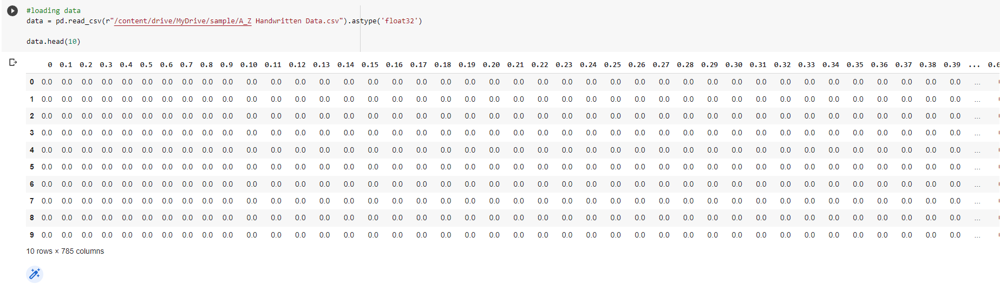 #loading data
data = pd.read_csv(r"/content/drive/MyDrive/sample/A_Z Handwritten Data.csv").astype('float32')
data.head(10)
0 0.1 0.2 0.3 0.4 0.5 0.6 0.7 0.8 0.9 0.10 0.11 0.12 0.13 0.14 0.15 0.16 0.17 0.18 0.19 0.20 0.21 0.22 0.23 0.24 0.25 0.26 0.27 0.28 0.29 0.30 0.31 0.32 0.33 0.34 0.35 0.36 0.37 0.38 0.39 ...
0 0.0 0.0 0.0 0.0 0.0 0.0 0.0 0.0 0.0 0.0 0.0 0.0 0.0 0.0 0.0 0.0 0.0 0.0 0.0 0.0 0.0 0.0 0.0 0.0 0.0 0.0 0.0 0.0 0.0 0.0 0.0 0.0 0.0 0.0 0.0 0.0 0.0 0.0 0.0 0.0 ...
1 0.0 0.0 0.0 0.0 0.0 0.0 0.0 0.0 0.0 0.0 0.0 0.0 0.0 0.0 0.0 0.0 0.0 0.0 0.0 0.0 0.0 0.0 0.0 0.0 0.0 0.0 0.0 0.0 0.0 0.0 0.0 0.0 0.0 0.0 0.0 0.0 0.0 0.0 0.0 0.0 ...
2 0.0 0.0 0.0 0.0 0.0 0.0 0.0 0.0 0.0 0.0 0.0 0.0 0.0 0.0 0.0 0.0 0.0 0.0 0.0 0.0 0.0 0.0 0.0 0.0 0.0 0.0 0.0 0.0 0.0 0.0 0.0 0.0 0.0 0.0 0.0 0.0 0.0 0.0 0.0 0.0 ...
3 0.0 0.0 0.0 0.0 0.0 0.0 0.0 0.0 0.0 0.0 0.0 0.0 0.0 0.0 0.0 0.0 0.0 0.0 0.0 0.0 0.0 0.0 0.0 0.0 0.0 0.0 0.0 0.0 0.0 0.0 0.0 0.0 0.0 0.0 0.0 0.0 0.0 0.0 0.0 0.0 ...
4 0.0 0.0 0.0 0.0 0.0 0.0 0.0 0.0 0.0 0.0 0.0 0.0 0.0 0.0 0.0 0.0 0.0 0.0 0.0 0.0 0.0 0.0 0.0 0.0 0.0 0.0 0.0 0.0 0.0 0.0 0.0 0.0 0.0 0.0 0.0 0.0 0.0 0.0 0.0 0.0 ...
5 0.0 0.0 0.0 0.0 0.0 0.0 0.0 0.0 0.0 0.0 0.0 0.0 0.0 0.0 0.0 0.0 0.0 0.0 0.0 0.0 0.0 0.0 0.0 0.0 0.0 0.0 0.0 0.0 0.0 0.0 0.0 0.0 0.0 0.0 0.0 0.0 0.0 0.0 0.0 0.0 ...
6 0.0 0.0 0.0 0.0 0.0 0.0 0.0 0.0 0.0 0.0 0.0 0.0 0.0 0.0 0.0 0.0 0.0 0.0 0.0 0.0 0.0 0.0 0.0 0.0 0.0 0.0 0.0 0.0 0.0 0.0 0.0 0.0 0.0 0.0 0.0 0.0 0.0 0.0 0.0 0.0 ...
7 0.0 0.0 0.0 0.0 0.0 0.0 0.0 0.0 0.0 0.0 0.0 0.0 0.0 0.0 0.0 0.0 0.0 0.0 0.0 0.0 0.0 0.0 0.0 0.0 0.0 0.0 0.0 0.0 0.0 0.0 0.0 0.0 0.0 0.0 0.0 0.0 0.0 0.0 0.0 0.0 ...
8 0.0 0.0 0.0 0.0 0.0 0.0 0.0 0.0 0.0 0.0 0.0 0.0 0.0 0.0 0.0 0.0 0.0 0.0 0.0 0.0 0.0 0.0 0.0 0.0 0.0 0.0 0.0 0.0 0.0 0.0 0.0 0.0 0.0 0.0 0.0 0.0 0.0 0.0 0.0 0.0 ...
9 0.0 0.0 0.0 0.0 0.0 0.0 0.0 0.0 0.0 0.0 0.0 0.0 0.0 0.0 0.0 0.0 0.0 0.0 0.0 0.0 0.0 0.0 0.0 0.0 0.0 0.0 0.0 0.0 0.0 0.0 0.0 0.0 0.0 0.0 0.0 0.0 0.0 0.0 0.0 0.0 ...
10 rows × 785 columns